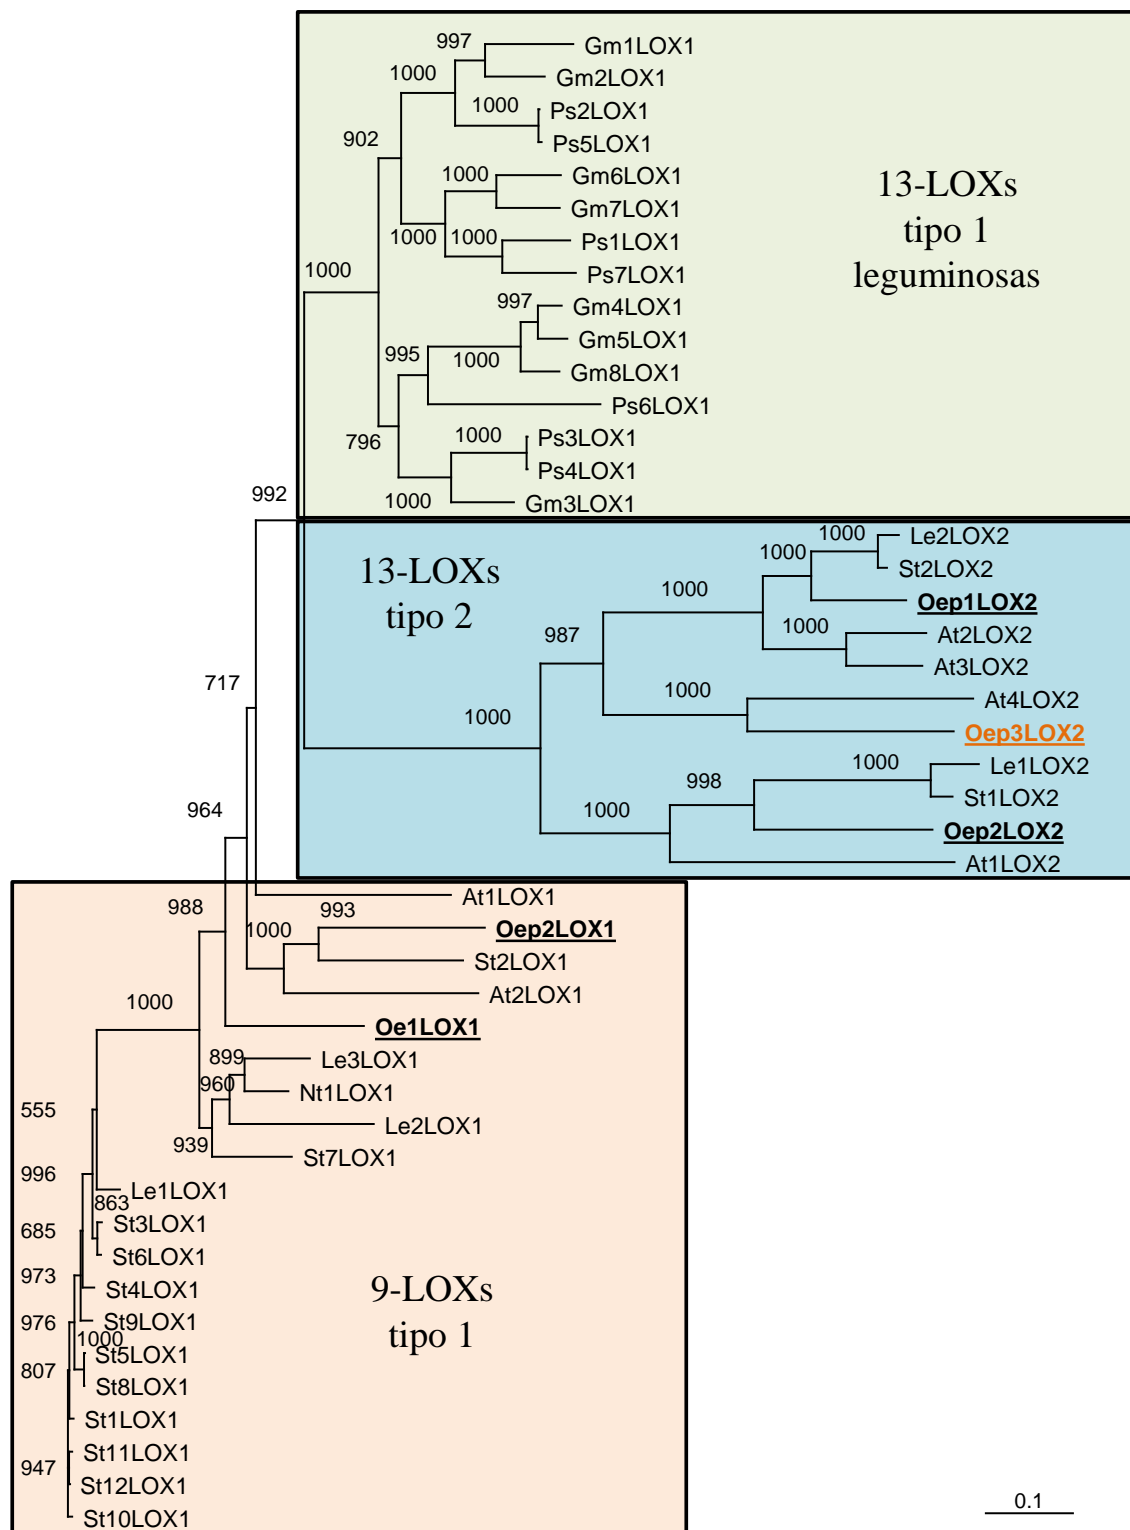 997
Gm1LOX1
1000
Gm2LOX1
1000
Ps2LOX1
902
Ps5LOX1
1000
Gm6LOX1
Gm7LOX1
1000
1000
Ps1LOX1
1000
Ps7LOX1
997
Gm4LOX1
995
1000
Gm5LOX1
Gm8LOX1
Ps6LOX1
796
1000
Ps3LOX1
Ps4LOX1
1000
Gm3LOX1
13-LOXs
tipo 1
leguminosas
992
13-LOXs
tipo 2
1000
Le2LOX2
1000
St2LOX2
1000
Oep1LOX2
987
1000
At2LOX2
At3LOX2
717
1000
At4LOX2
1000
Oep3LOX2
1000
Le1LOX2
998
St1LOX2
964
1000
Oep2LOX2
At1LOX2
At1LOX1
988
993
1000
Oep2LOX1
St2LOX1
At2LOX1
1000
Oe1LOX1
899
Le3LOX1
960
Nt1LOX1
555
Le2LOX1
939
St7LOX1
996
Le1LOX1
863
St3LOX1
685
St6LOX1
973
St4LOX1
9-LOXs
tipo 1
976
St9LOX1
1000
St5LOX1
807
St8LOX1
St1LOX1
St11LOX1
947
St12LOX1
St10LOX1
0.1